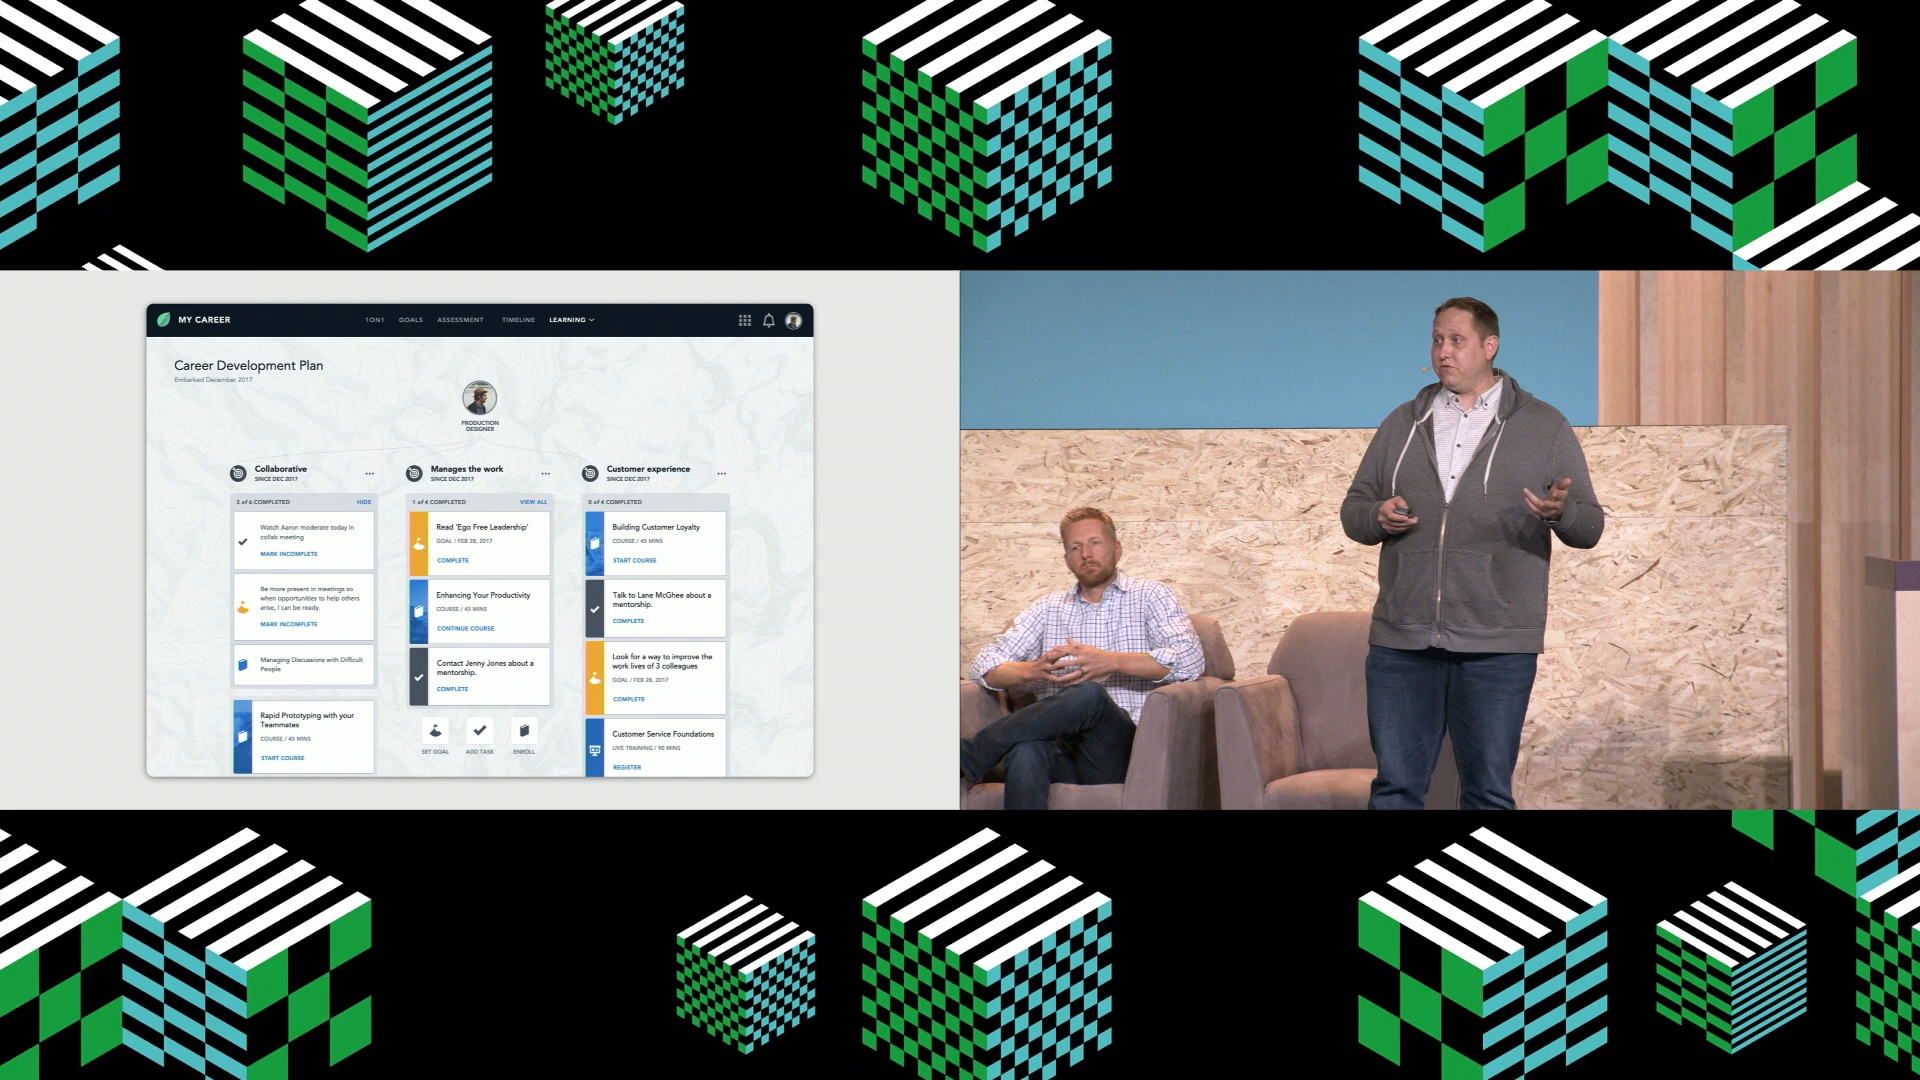 MY CAREER
1ON1 GOALS ASSESSMENT TIMELINE LEARNING
Career Development Plan
Embarked December 2017
PRODUCTION
DESIGNER
Collaborative
SINCE DEC 2017
3 of 6 COMPLETED HIDE
Watch Aaron moderate today in
collab meeting
MARK INCOMPLETE
Be more present in meetings so
when opportunities to help others
arise, I can be ready.
MARK INCOMPLETE
Managing Discussions with Difficult
People
Rapid Prototyping with your
Teammates
COURSE / 45 MINS
START COURSE
Manages the work
SINCE DEC 2017
1 of 4 COMPLETED VIEW ALL
Read 'Ego Free Leadership'
GOAL / FEB 28, 2017
COMPLETE
Enhancing Your Productivity
COURSE / 45 MINS
CONTINUE COURSE
Contact Jenny Jones about a
mentorship.
COMPLETE
SET GOAL ADD TASK ENROLL
Customer experience
SINCE DEC 2017
0 of 4 COMPLETED
Building Customer Loyalty
COURSE / 45 MINS
START COURSE
Talk to Lane McGhee about a
mentorship.
COMPLETE
Look for a way to improve the
work lives of 3 colleagues
GOAL / FEB 28, 2017
COMPLETE
Customer Service Foundations
LIVE TRAINING / 90 MINS
REGISTER